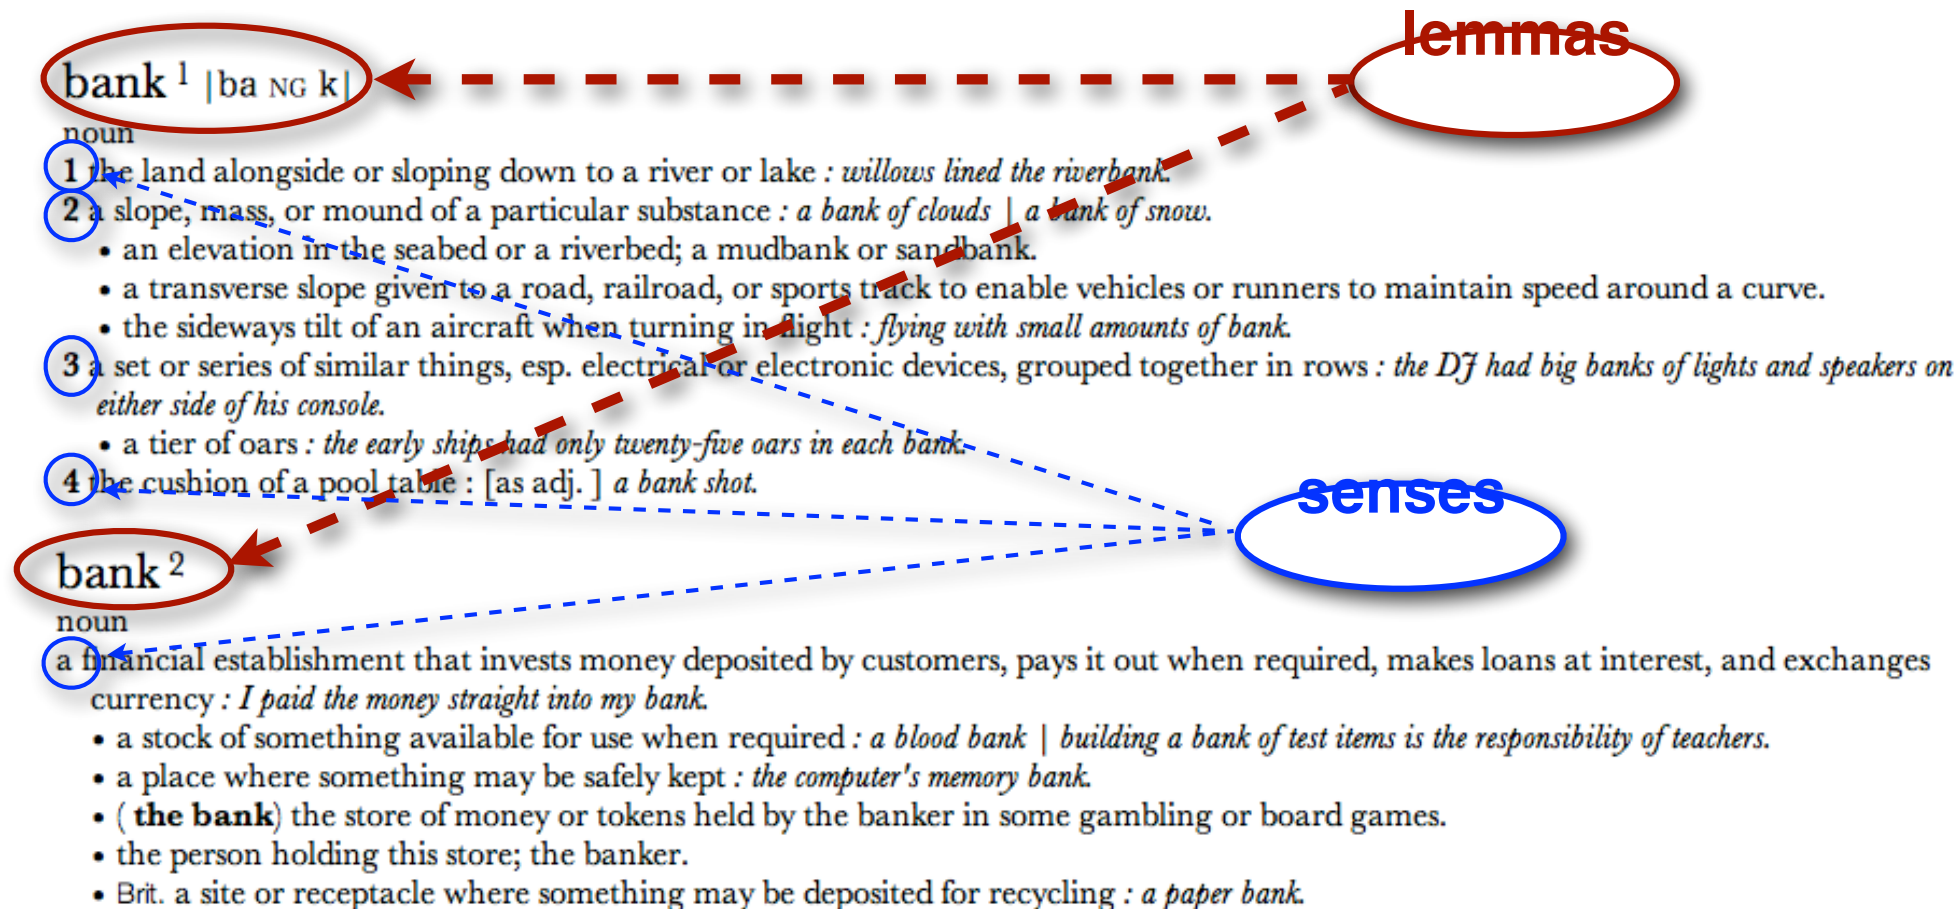 lemmas
bank 1 |ba NG k|
noun
1 the land alongside or sloping down to a river or lake : willows lined the riverbank.
2 a slope, mass, or mound of a particular substance : a bank of clouds | a bank of snow.
• an elevation in the seabed or a riverbed; a mudbank or sandbank.
• a transverse slope given to a road, railroad, or sports track to enable vehicles or runners to maintain speed around a curve.
• the sideways tilt of an aircraft when turning in flight : flying with small amounts of bank.
3 a set or series of similar things, esp. electrical or electronic devices, grouped together in rows : the DJ had big banks of lights and speakers on
either side of his console.
• a tier of oars : the early ships had only twenty-five oars in each bank.
4 the cushion of a pool table : [as adj. ] a bank shot.
senses
bank 2
noun
a financial establishment that invests money deposited by customers, pays it out when required, makes loans at interest, and exchanges
currency : I paid the money straight into my bank.
• a stock of something available for use when required : a blood bank | building a bank of test items is the responsibility of teachers.
• a place where something may be safely kept : the computer's memory bank.
• ( the bank) the store of money or tokens held by the banker in some gambling or board games.
• the person holding this store; the banker.
• Brit. a site or receptacle where something may be deposited for recycling : a paper bank.